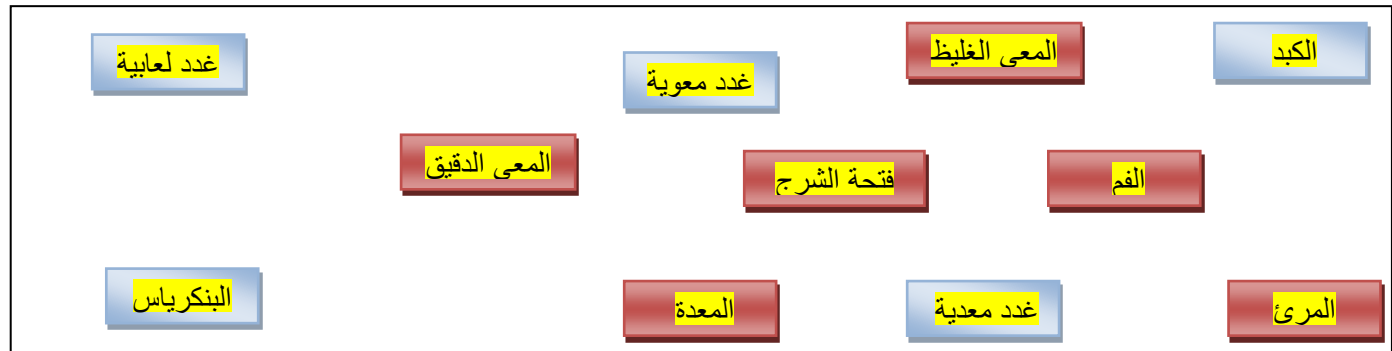 الكبد
المعى الغليظ
غدد معوية
غدد لعابية
الفم
فتحة الشرج
المعى الدقيق
المرئ
غدد معدية
المعدة
البنكرياس